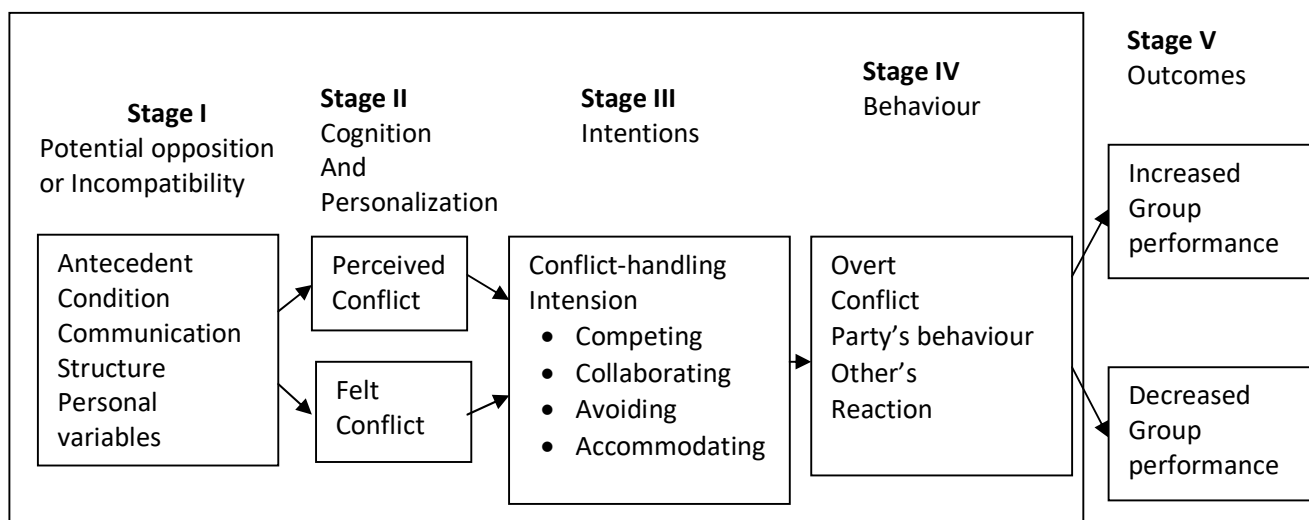 Stage I
Potential opposition
or Incompatibility
Antecedent
Condition
Communication
Structure
Personal
variables
Stage II
Cognition
And
Personalization
Perceived
Conflict
Felt
Conflict
Stage III
Intentions
Conflict-handling
Intension
• Competing
• Collaborating
• Avoiding
• Accommodating
Stage IV
Behaviour
Overt
Conflict
Party’s behaviour
Other’s
Reaction
Stage V
Outcomes
Increased
Group
performance
Decreased
Group
performance